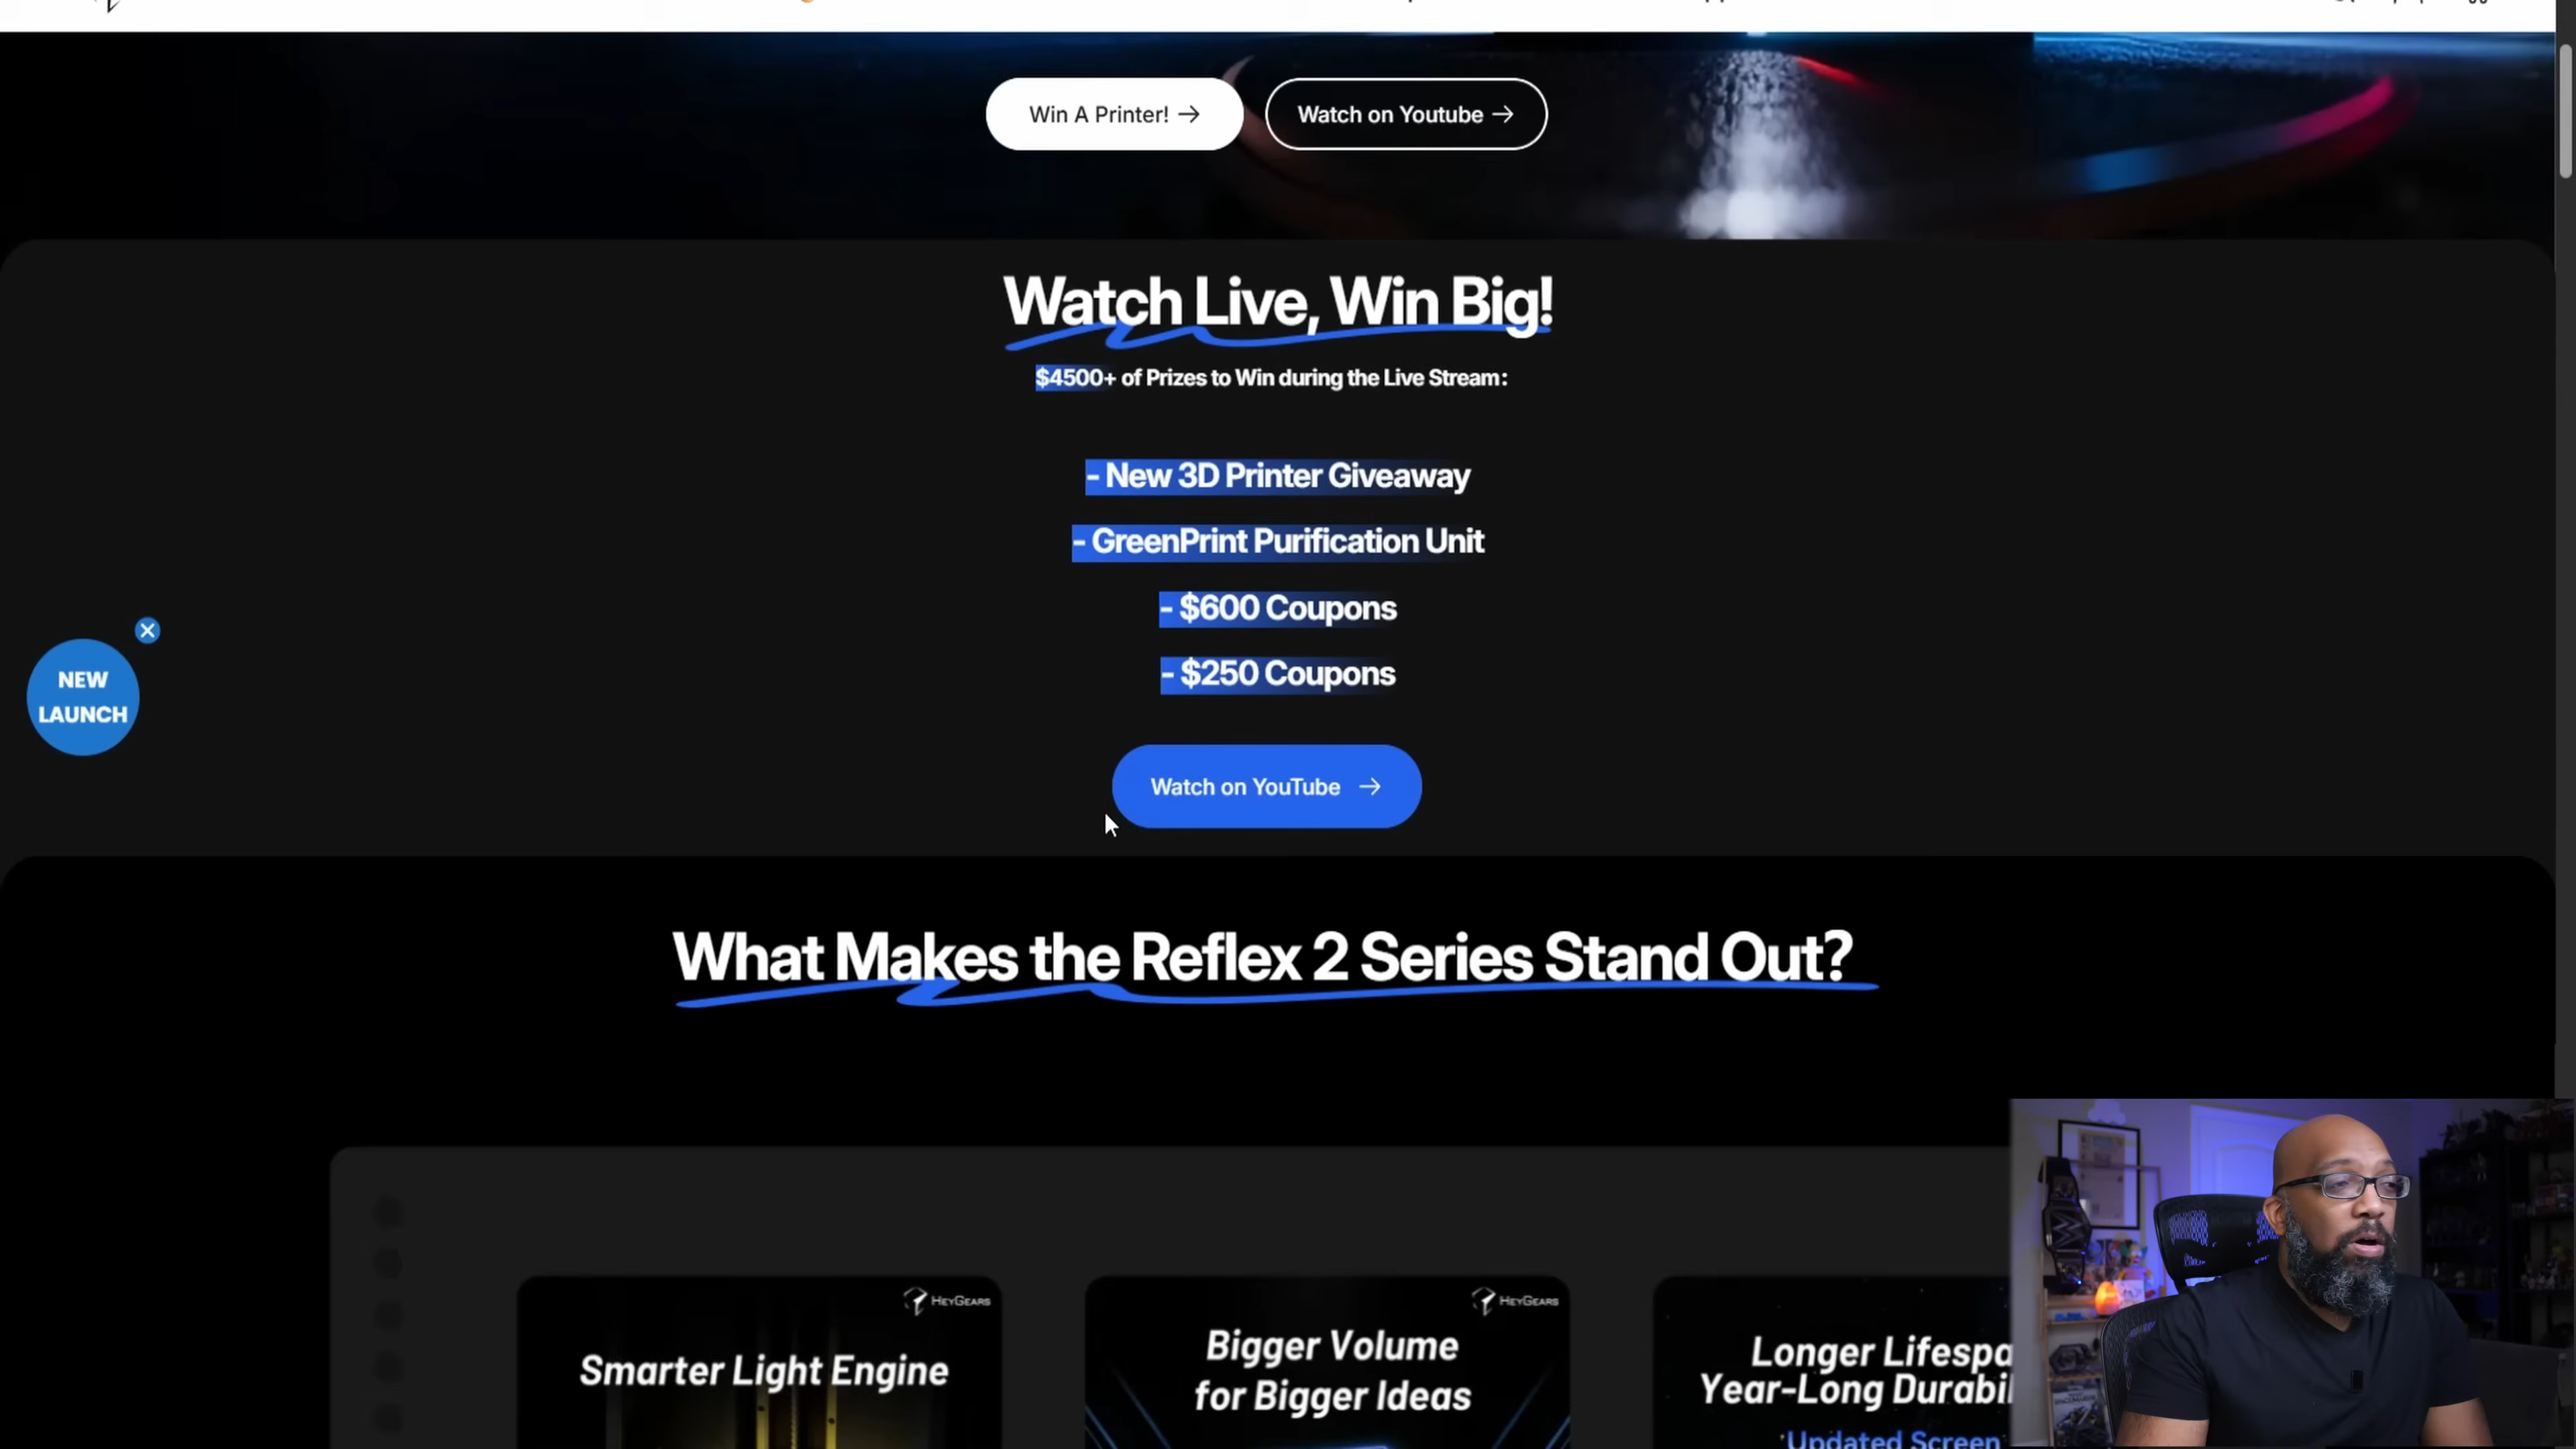 Win A Printer! →
Watch on Youtube →
Watch Live, Win Big!
$4500+ of Prizes to Win during the Live Stream:
- New 3D Printer Giveaway
- GreenPrint Purification Unit
- $600 Coupons
- $250 Coupons
NEW
LAUNCH
Watch on YouTube →
What Makes the Reflex 2 Series Stand Out?
HEYGEARS
Smarter Light Engine
HEYGEARS
Bigger Volume
for Bigger Ideas
Longer Lifespa
Year-Long Durabil
Updated Screen